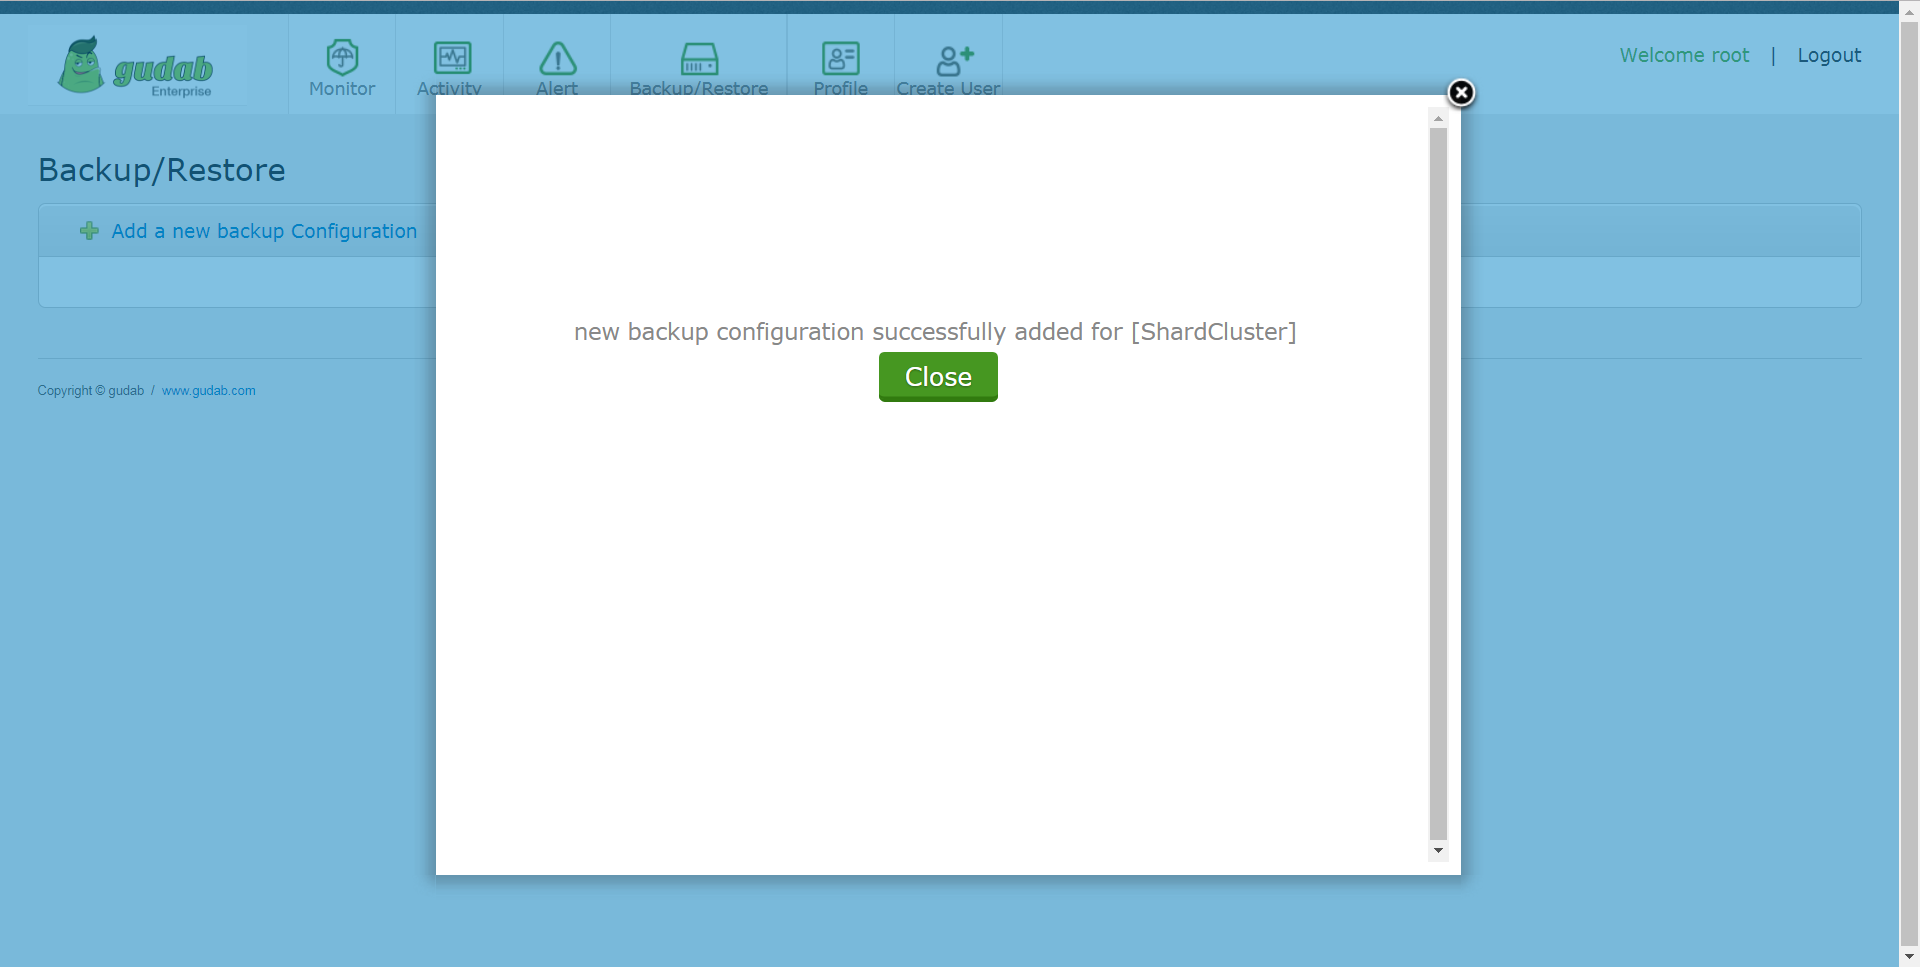 gudab
Enterprise
Monitor
Activity
Alert
Backup/Restore
Profile
Create User
Welcome root | Logout
Backup/Restore
Add a new backup Configuration
new backup configuration successfully added for [ShardCluster]
Close
Copyright © gudab / www.gudab.com